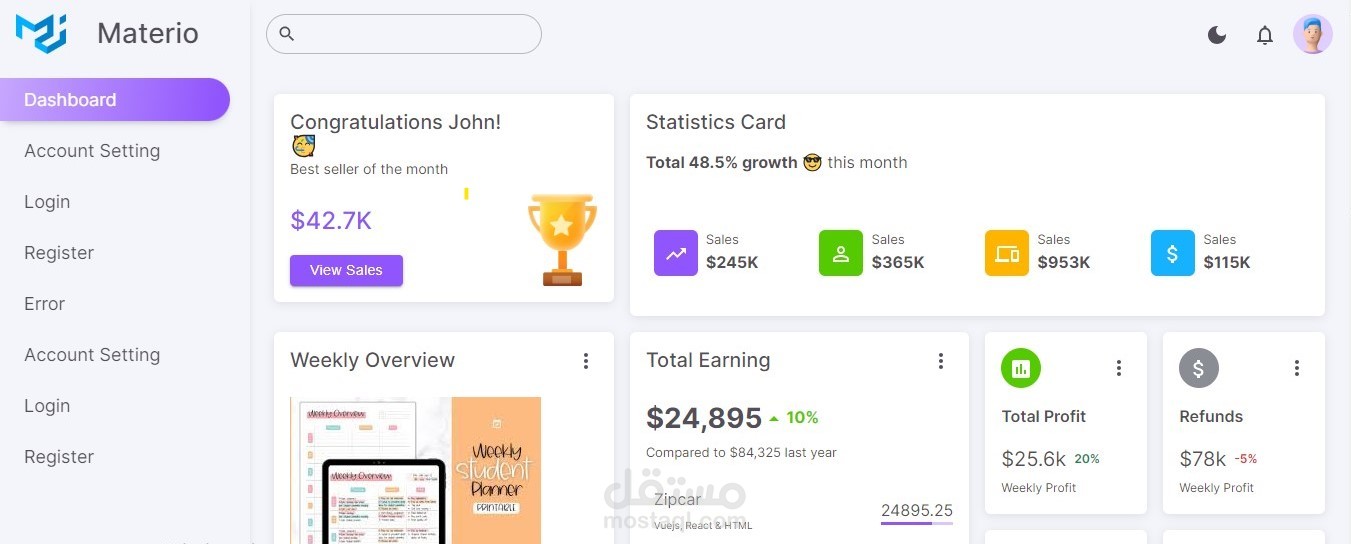 Materio
Dashboard
Account Setting
Login
Register
Error
Account Setting
Login
Register
Congratulations John!
Best seller of the month
$42.7K
View Sales
Statistics Card
Total 48.5% growth 😎 this month
Sales
$245K
Sales
$365K
Sales
$953K
Sales
$115K
Weekly Overview
Weekly Overview
Weekly Overview
Weekly
Student
Planner
PRINTABLE
Total Earning
$24,895 10%
Compared to $84,325 last year
Zipcar
Vuejs, React & HTML
24895.25
مستقل
mostaql.com
Total Profit
$25.6k 20%
Weekly Profit
Refunds
$78k -5%
Weekly Profit